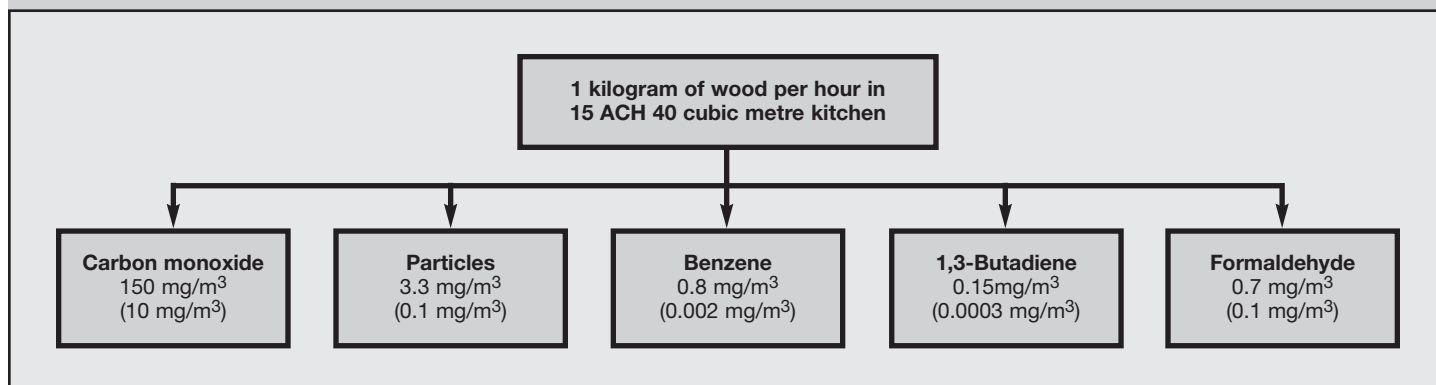 1 kilogram of wood per hour in
15 ACH 40 cubic metre kitchen
Carbon monoxide
150 mg/m³
(10 mg/m³)
Particles
3.3 mg/m³
(0.1 mg/m³)
Benzene
0.8 mg/m³
(0.002 mg/m³)
1,3-Butadiene
0.15mg/m³
(0.0003 mg/m³)
Formaldehyde
0.7 mg/m³
(0.1 mg/m³)